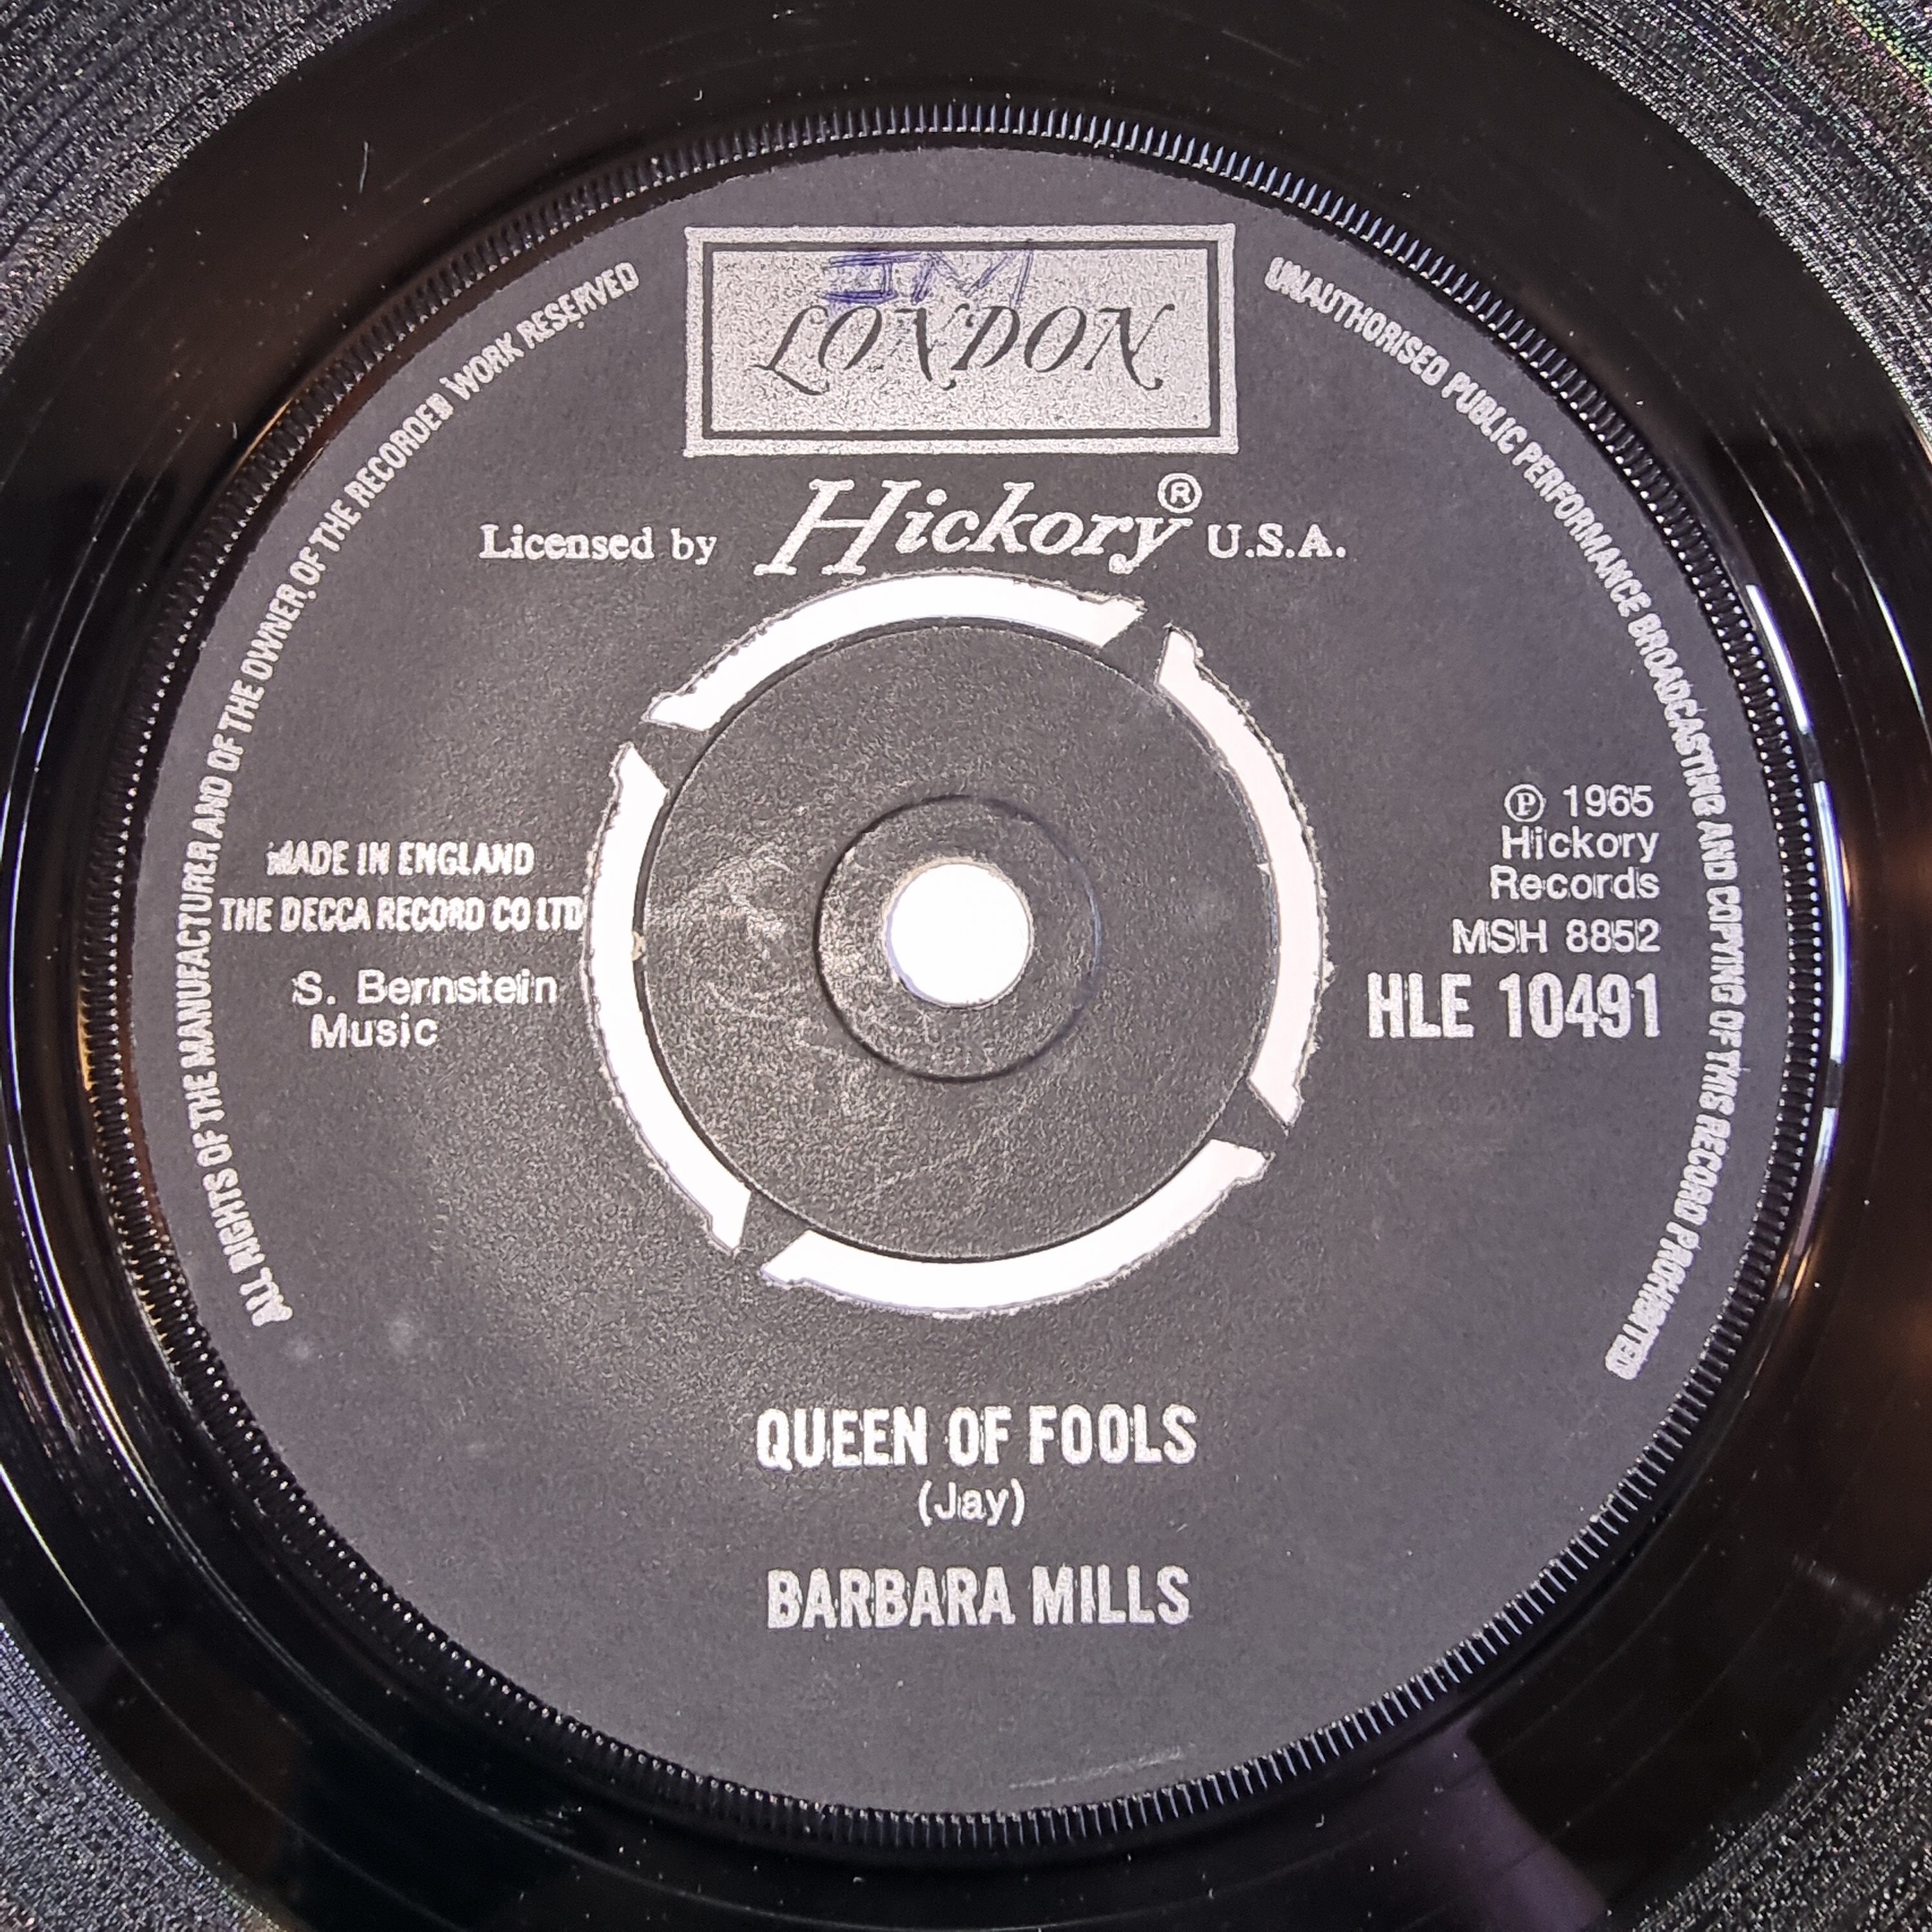 ALL RIGHTS OF THE MANUFACTURER AND OF THE OWNER OF THE RECORDED WORK RESERVED
UNAUTHORISED PUBLIC PERFORMANCE BROADCASTING AND COPYING OF THIS RECORD PROHIBITED
LONDON
Licensed by Hickory® U.S.A.
MADE IN ENGLAND
THE DECCA RECORD CO LTD
S. Bernstein
Music
℗ 1965
Hickory
Records
MSH 8852
HLE 10491
QUEEN OF FOOLS
(Jay)
BARBARA MILLS